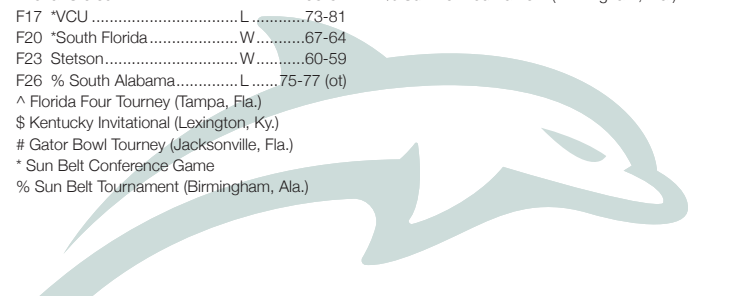 F17 *VCU ................................... L ............. 73-81
F20 *South Florida ..................... W ............ 67-64
F23 Stetson ................................ W ............ 60-59
F26 % South Alabama .............. L ...... 75-77 (ot)
^ Florida Four Tourney (Tampa, Fla.)
$ Kentucky Invitational (Lexington, Ky.)
# Gator Bowl Tourney (Jacksonville, Fla.)
* Sun Belt Conference Game
% Sun Belt Tournament (Birmingham, Ala.)